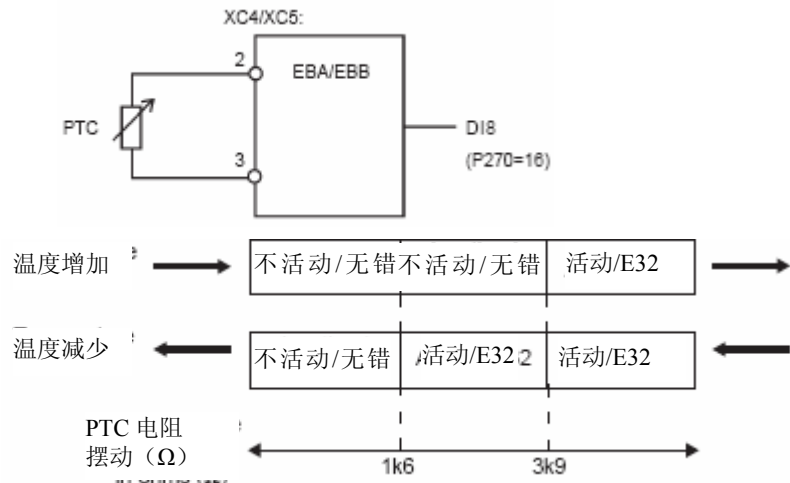 XC4/XC5:
2
EBA/EBB
PTC
DI8
(P270=16)
3
温度增加
不活动/无错
不活动/无错
活动/E32
温度减少
不活动/无错
活动/E32
活动/E32
PTC 电阻
摆动（Ω）
1k6
3k9